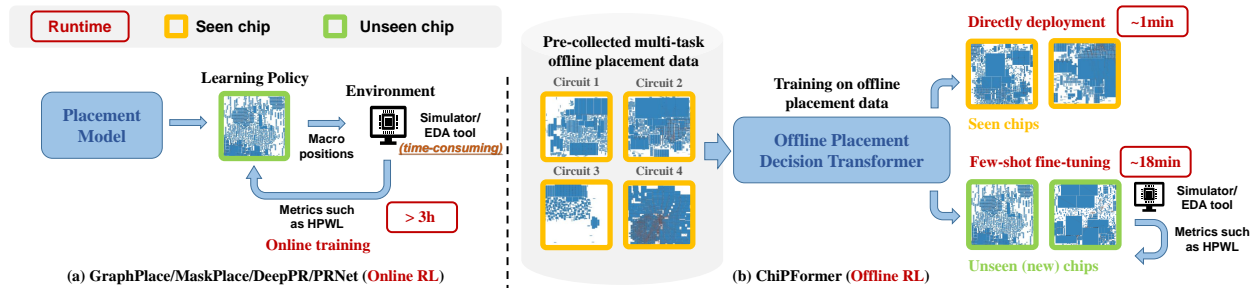 Runtime
Seen chip
Unseen chip
Learning Policy
Environment
Placement
Model
Macro
positions
Simulator/
EDA tool
(time-consuming)
Metrics such
as HPWL
> 3h
Online training
(a) GraphPlace/MaskPlace/DeepPR/PRNet (Online RL)
Pre-collected multi-task
offline placement data
Circuit 1
Circuit 2
Circuit 3
Circuit 4
Training on offline
placement data
Offline Placement
Decision Transformer
Directly deployment
~1min
Seen chips
Few-shot fine-tuning
~18min
Simulator/
EDA tool
Metrics such
as HPWL
Unseen (new) chips
(b) ChiPFormer (Offline RL)